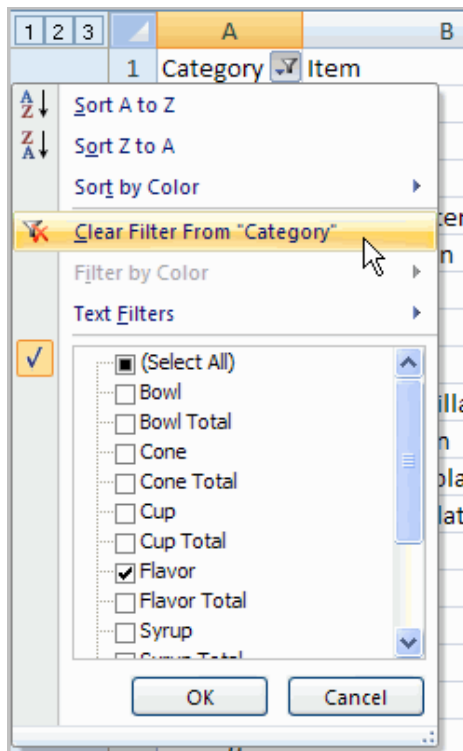 1 2 3 A B
1 Category Item
A Z Sort A to Z
Z A Sort Z to A
Sort by Color
Clear Filter From "Category"
Filter by Color
Text Filters
(Select All)
Bowl
Bowl Total
Cone
Cone Total
Cup
Cup Total
Flavor
Flavor Total
Syrup
OK Cancel